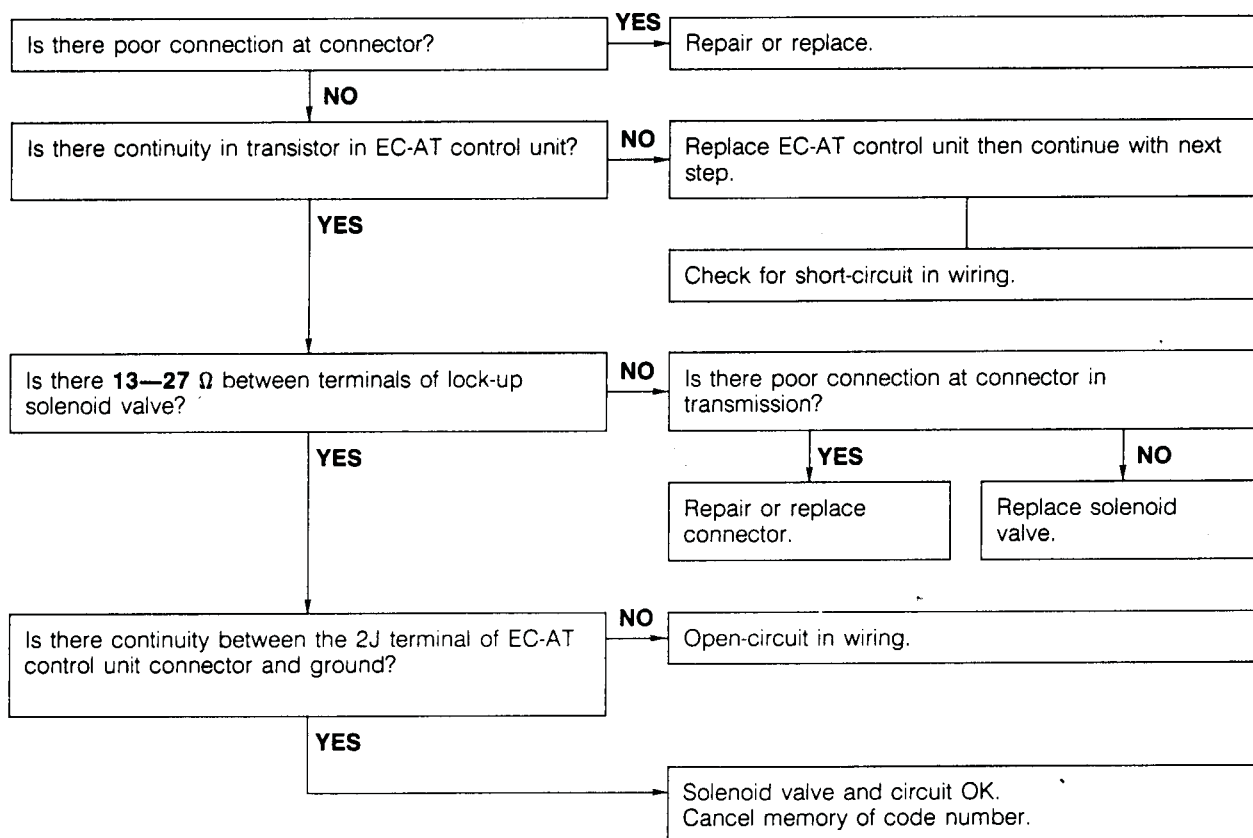 Is there poor connection at connector?
YES
Repair or replace.
NO
Is there continuity in transistor in EC-AT control unit?
NO
Replace EC-AT control unit then continue with next
step.
YES
Check for short-circuit in wiring.
Is there 13—27 Ω between terminals of lock-up
solenoid valve?
NO
Is there poor connection at connector in
transmission?
YES
YES
NO
Repair or replace
connector.
Replace solenoid
valve.
Is there continuity between the 2J terminal of EC-AT
control unit connector and ground?
NO
Open-circuit in wiring.
YES
Solenoid valve and circuit OK.
Cancel memory of code number.